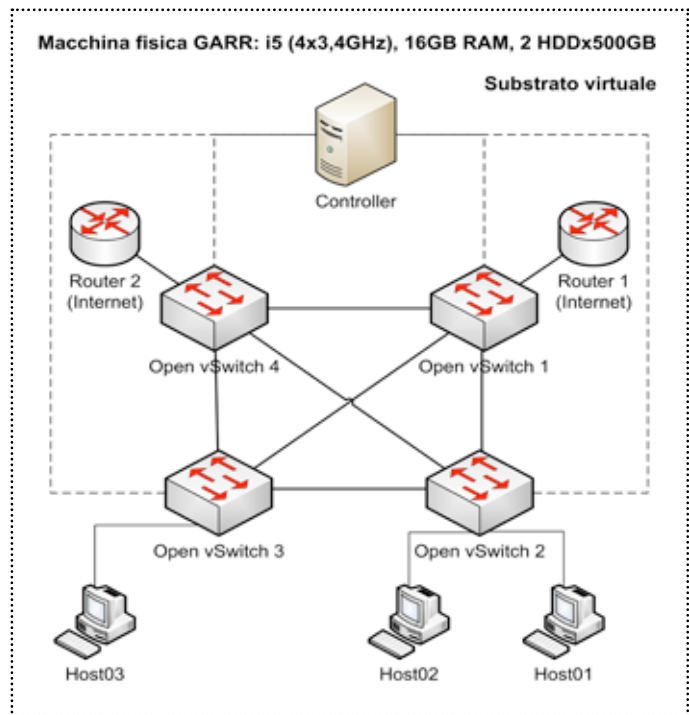 Macchina fisica GARR: i5 (4x3,4GHz), 16GB RAM, 2 HDDx500GB
Substrato virtuale
Controller
Router 2
(Internet)
Router 1
(Internet)
Open vSwitch 4
Open vSwitch 1
Open vSwitch 3
Open vSwitch 2
Host03
Host02
Host01